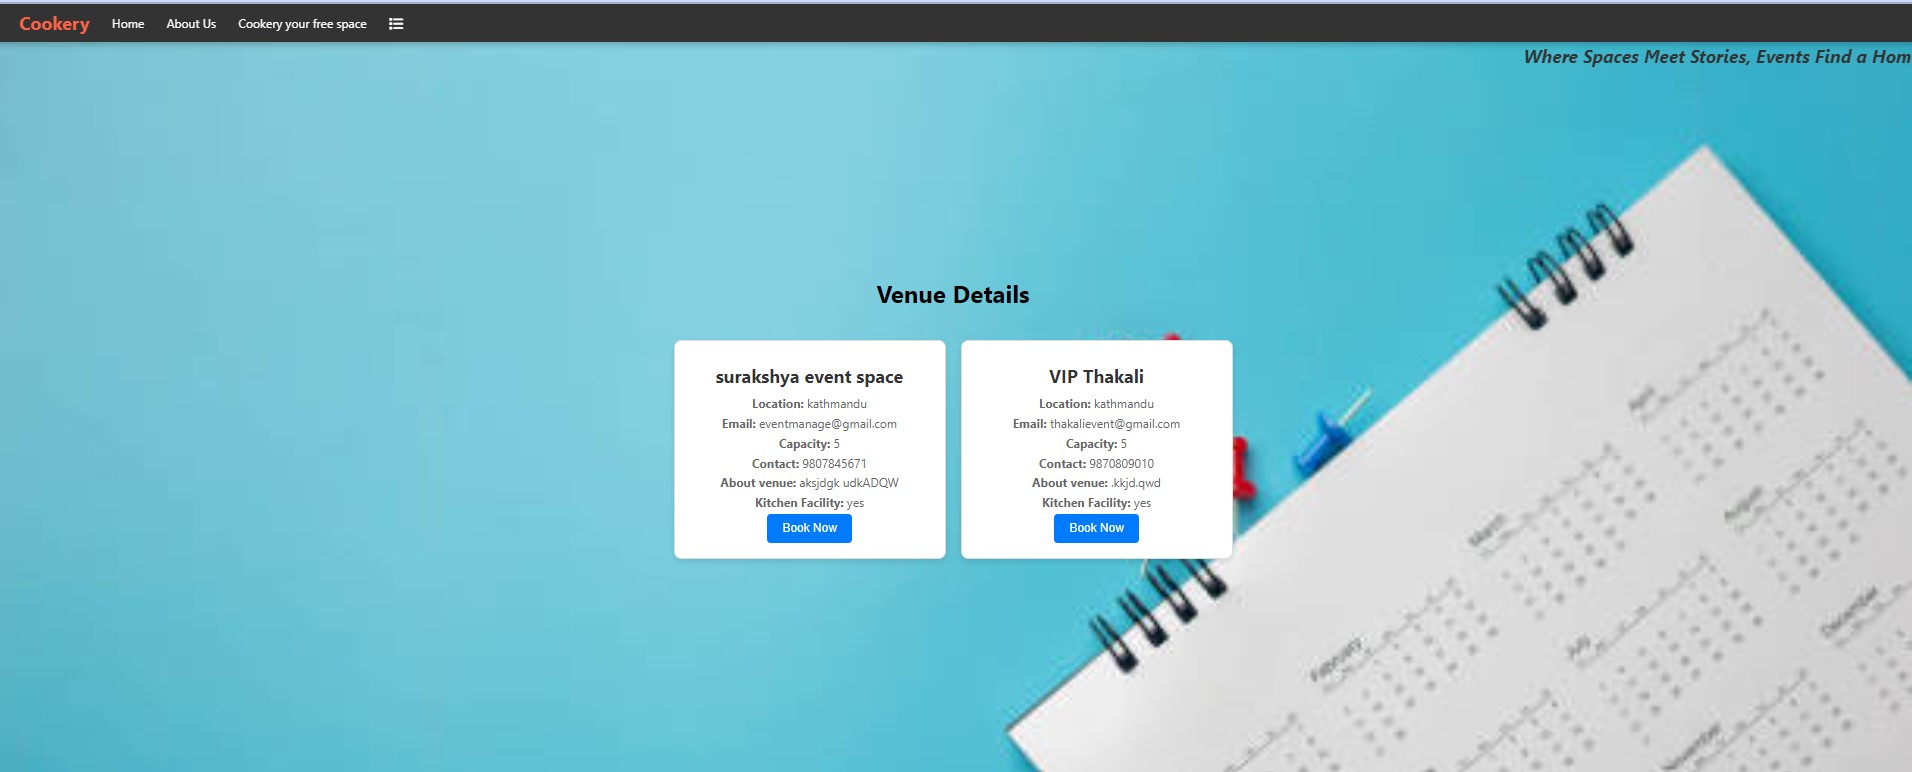 Cookery Home About Us Cookery your free space
Where Spaces Meet Stories, Events Find a Hom
Venue Details
surakshya event space
Location: kathmandu
Email: eventmanage@gmail.com
Capacity: 5
Contact: 9807845671
About venue: aksjdgk udkADQW
Kitchen Facility: yes
Book Now
VIP Thakali
Location: kathmandu
Email: thakalievent@gmail.com
Capacity: 5
Contact: 9870809010
About venue: .kkjd.qwd
Kitchen Facility: yes
Book Now
April
March
August
February
July
December
November